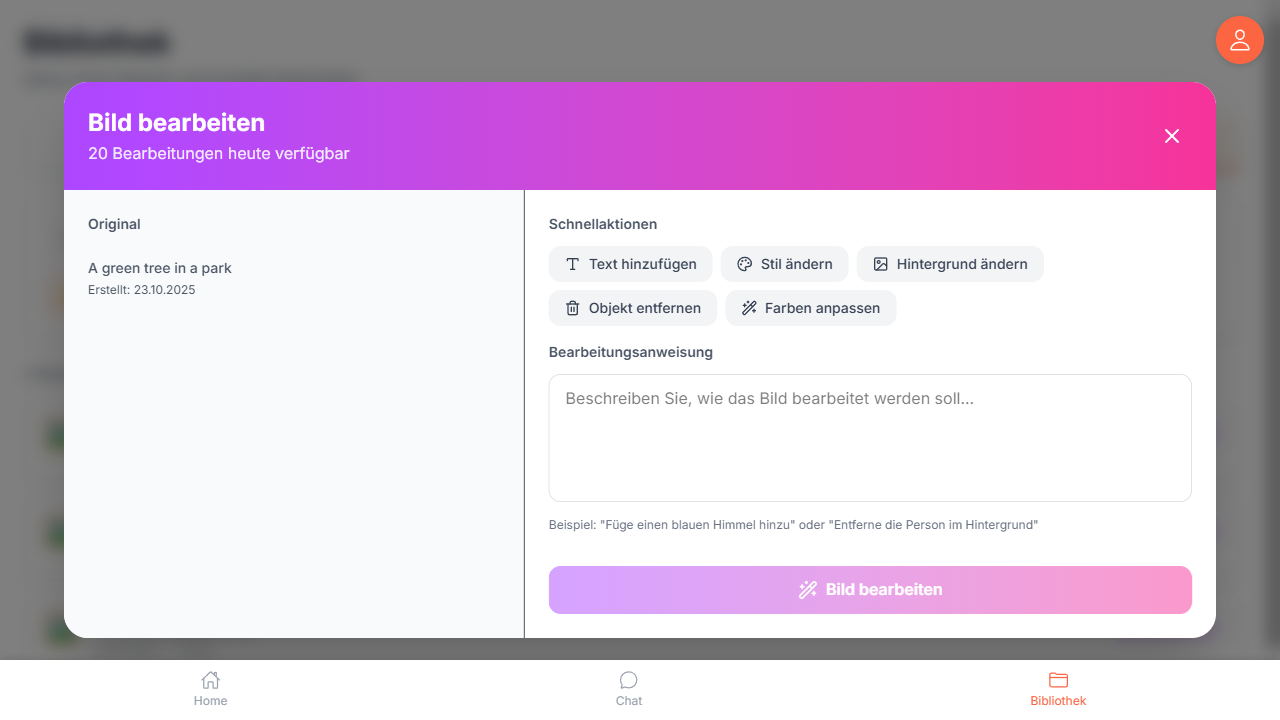 Bibliothek
Bild bearbeiten
20 Bearbeitungen heute verfügbar
Original
A green tree in a park
Erstellt: 23.10.2025
Schnellaktionen
Text hinzufügen
Stil ändern
Hintergrund ändern
Objekt entfernen
Farben anpassen
Bearbeitungsanweisung
Beschreiben Sie, wie das Bild bearbeitet werden soll...
Beispiel: "Füge einen blauen Himmel hinzu" oder "Entferne die Person im Hintergrund"
Bild bearbeiten
Home
Chat
Bibliothek